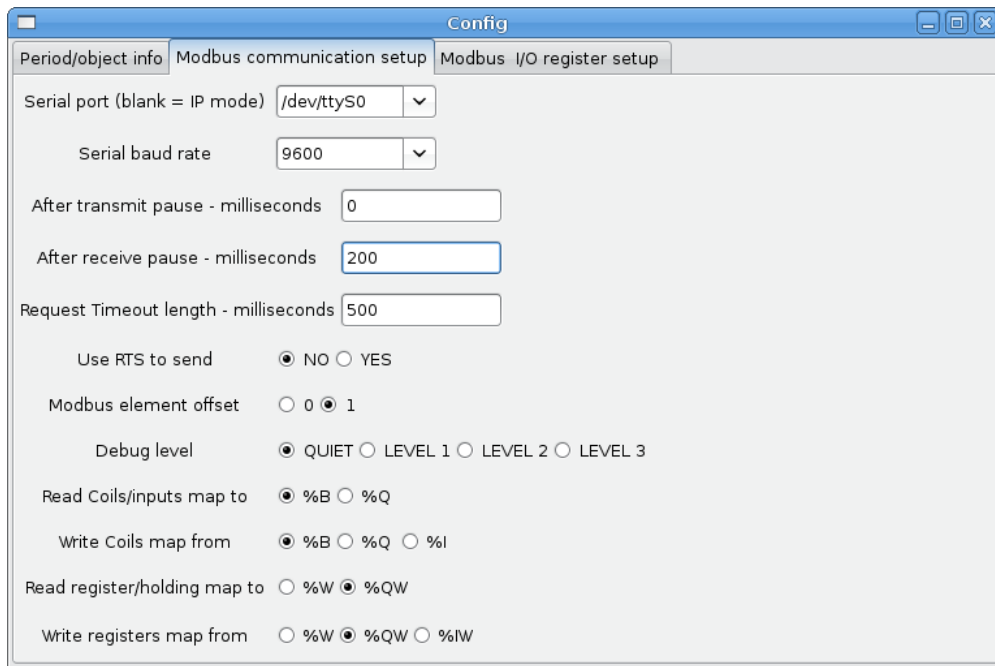 Config
Period/object info Modbus communication setup Modbus I/O register setup
Serial port (blank = IP mode) /dev/ttyS0
Serial baud rate 9600
After transmit pause - milliseconds 0
After receive pause - milliseconds 200
Request Timeout length - milliseconds 500
Use RTS to send NO YES
Modbus element offset 0 1
Debug level QUIET LEVEL 1 LEVEL 2 LEVEL 3
Read Coils/inputs map to %B %Q
Write Coils map from %B %Q %I
Read register/holding map to %W %QW
Write registers map from %W %QW %IW